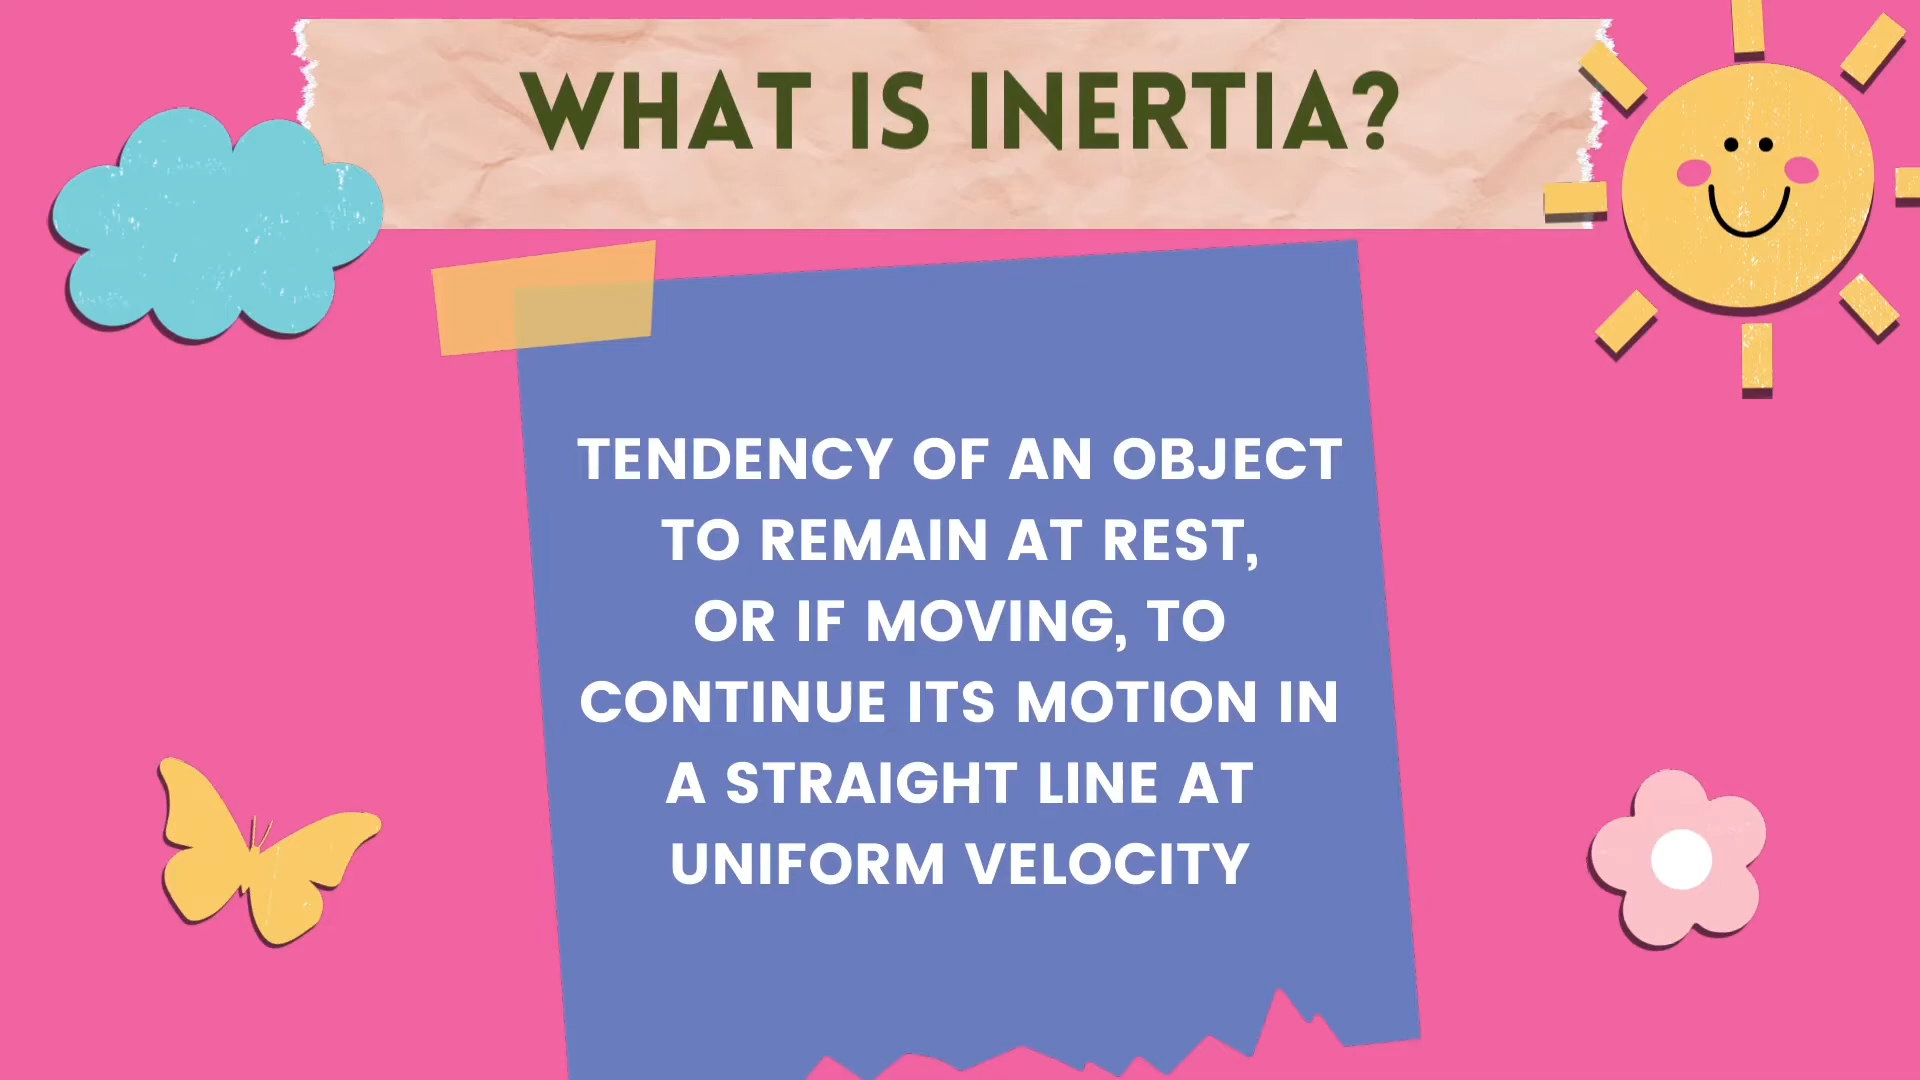 WHAT IS INERTIA?
TENDENCY OF AN OBJECT
TO REMAIN AT REST,
OR IF MOVING, TO
CONTINUE ITS MOTION IN
A STRAIGHT LINE AT
UNIFORM VELOCITY